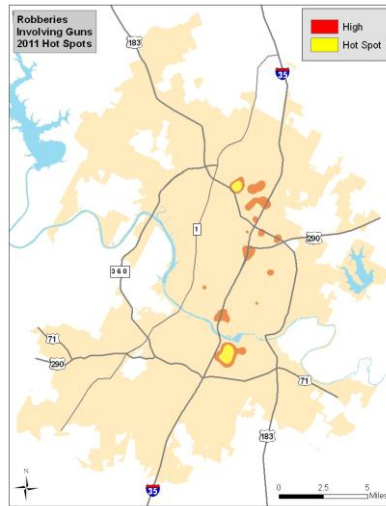 Robberies
Involving Guns
2011 Hot Spots
High
Hot Spot
183
35
1
290
360
71
290
71
183
35
N
0 2.5 5
Miles